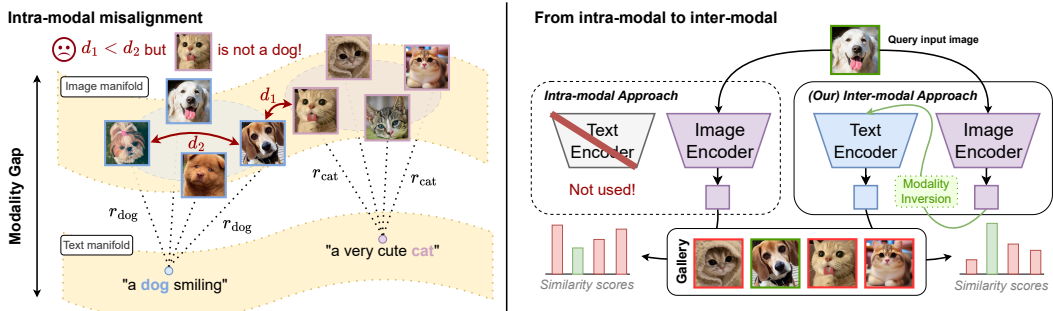 Intra-modal misalignment
d₁ < d₂ but is not a dog!
Image manifold
d₁
d₂
Modality Gap
r_dog
r_dog
r_cat
r_cat
Text manifold
"a dog smiling"
"a very cute cat"
From intra-modal to inter-modal
Query input image
Intra-modal Approach
Text
Encoder
Not used!
Image
Encoder
(Our) Inter-modal Approach
Text
Encoder
Image
Encoder
Modality
Inversion
Gallery
Similarity scores
Similarity scores